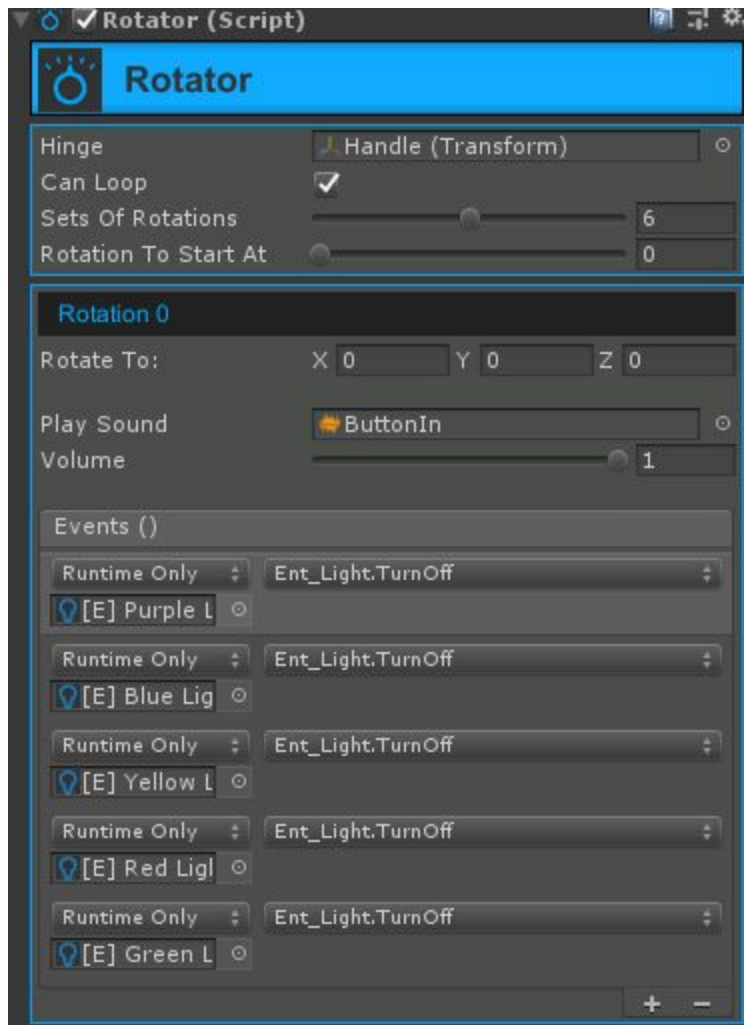 Rotator (Script)
Rotator
Hinge Handle (Transform)
Can Loop
Sets Of Rotations 6
Rotation To Start At 0
Rotation 0
Rotate To: X 0 Y 0 Z 0
Play Sound ButtonIn
Volume 1
Events ()
Runtime Only Ent_Light.TurnOff
[E] Purple L
Runtime Only Ent_Light.TurnOff
[E] Blue Lig
Runtime Only Ent_Light.TurnOff
[E] Yellow L
Runtime Only Ent_Light.TurnOff
[E] Red Ligl
Runtime Only Ent_Light.TurnOff
[E] Green L
+ −